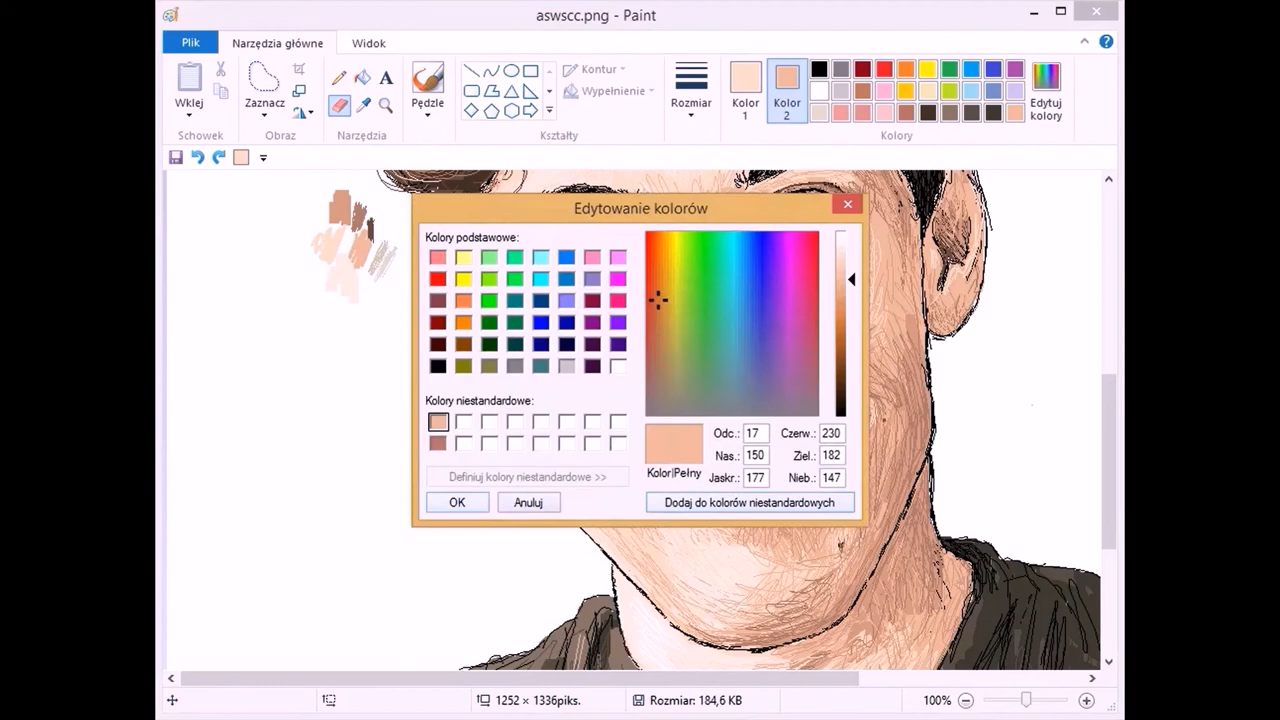 aswscc.png - Paint
Plik Narzędzia główne Widok
Wklej Zaznacz A Pędzle Kontur Wypełnienie Rozmiar Kolor 1 Kolor 2 Edytuj kolory
Schowek Obraz Narzędzia Kształty Kolory
Edytowanie kolorów
Kolory podstawowe:
Kolory niestandardowe:
Odc.: 17 Czerw.: 230
Nas.: 150 Ziel.: 182
Kolor|Pełny Jaskr.: 177 Nieb.: 147
Definiuj kolory niestandardowe >>
OK Anuluj Dodaj do kolorów niestandardowych
1252 × 1336piks. Rozmiar: 184,6 KB 100%